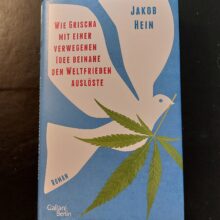 Jakob
Hein
Wie Grischa
mit einer
verwegenen
Idee beinahe
den Weltfrieden
auslöste
Roman
Galiani
Berlin